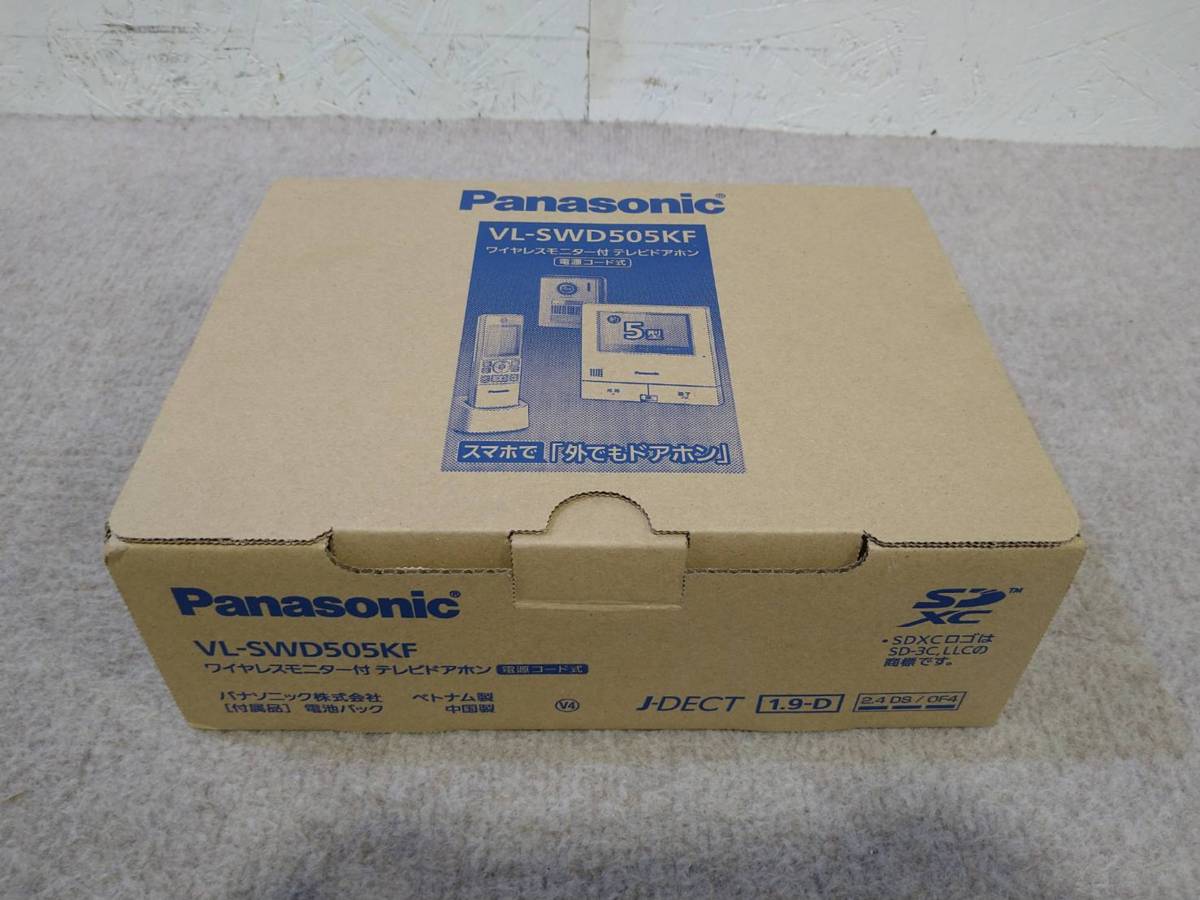 Panasonic®
VL-SWD505KF
ワイヤレスモニター付 テレビドアホン
電源コード式
約5型
Panasonic
Panasonic
スマホで「外でもドアホン」
Panasonic®
VL-SWD505KF
ワイヤレスモニター付 テレビドアホン 電源コード式
パナソニック株式会社 ベトナム製
[付属品] 電池パック 中国製 V4
J-DECT 1.9-D 2.4 DS / OF4
SD XC™
・SDXCロゴは
SD-3C, LLCの
商標です。